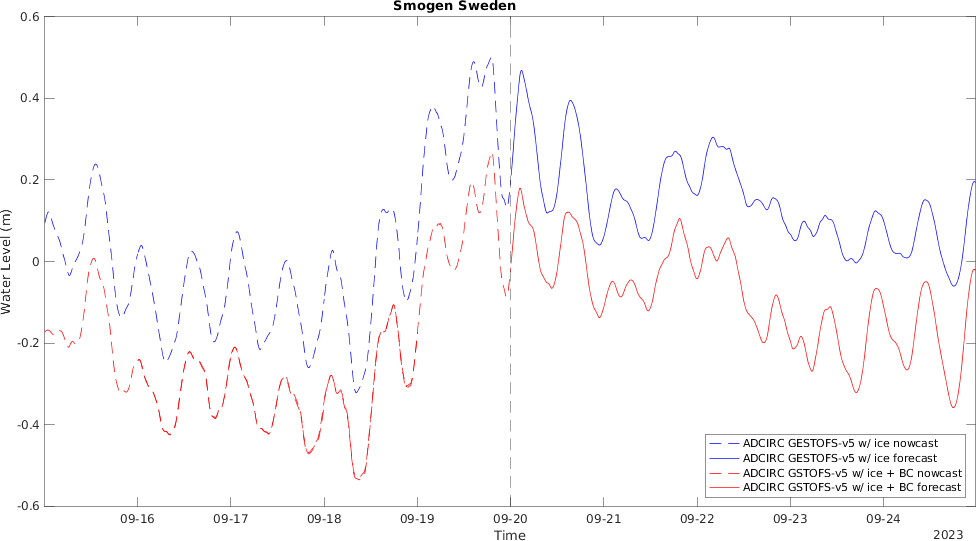 Smogen Sweden
0.6
0.4
0.2
0
-0.2
-0.4
-0.6
Water Level (m)
ADCIRC GESTOFS-v5 w/ ice nowcast
ADCIRC GESTOFS-v5 w/ ice forecast
ADCIRC GSTOFS-v5 w/ ice + BC nowcast
ADCIRC GSTOFS-v5 w/ ice + BC forecast
09-16 09-17 09-18 09-19 09-20 09-21 09-22 09-23 09-24
Time
2023